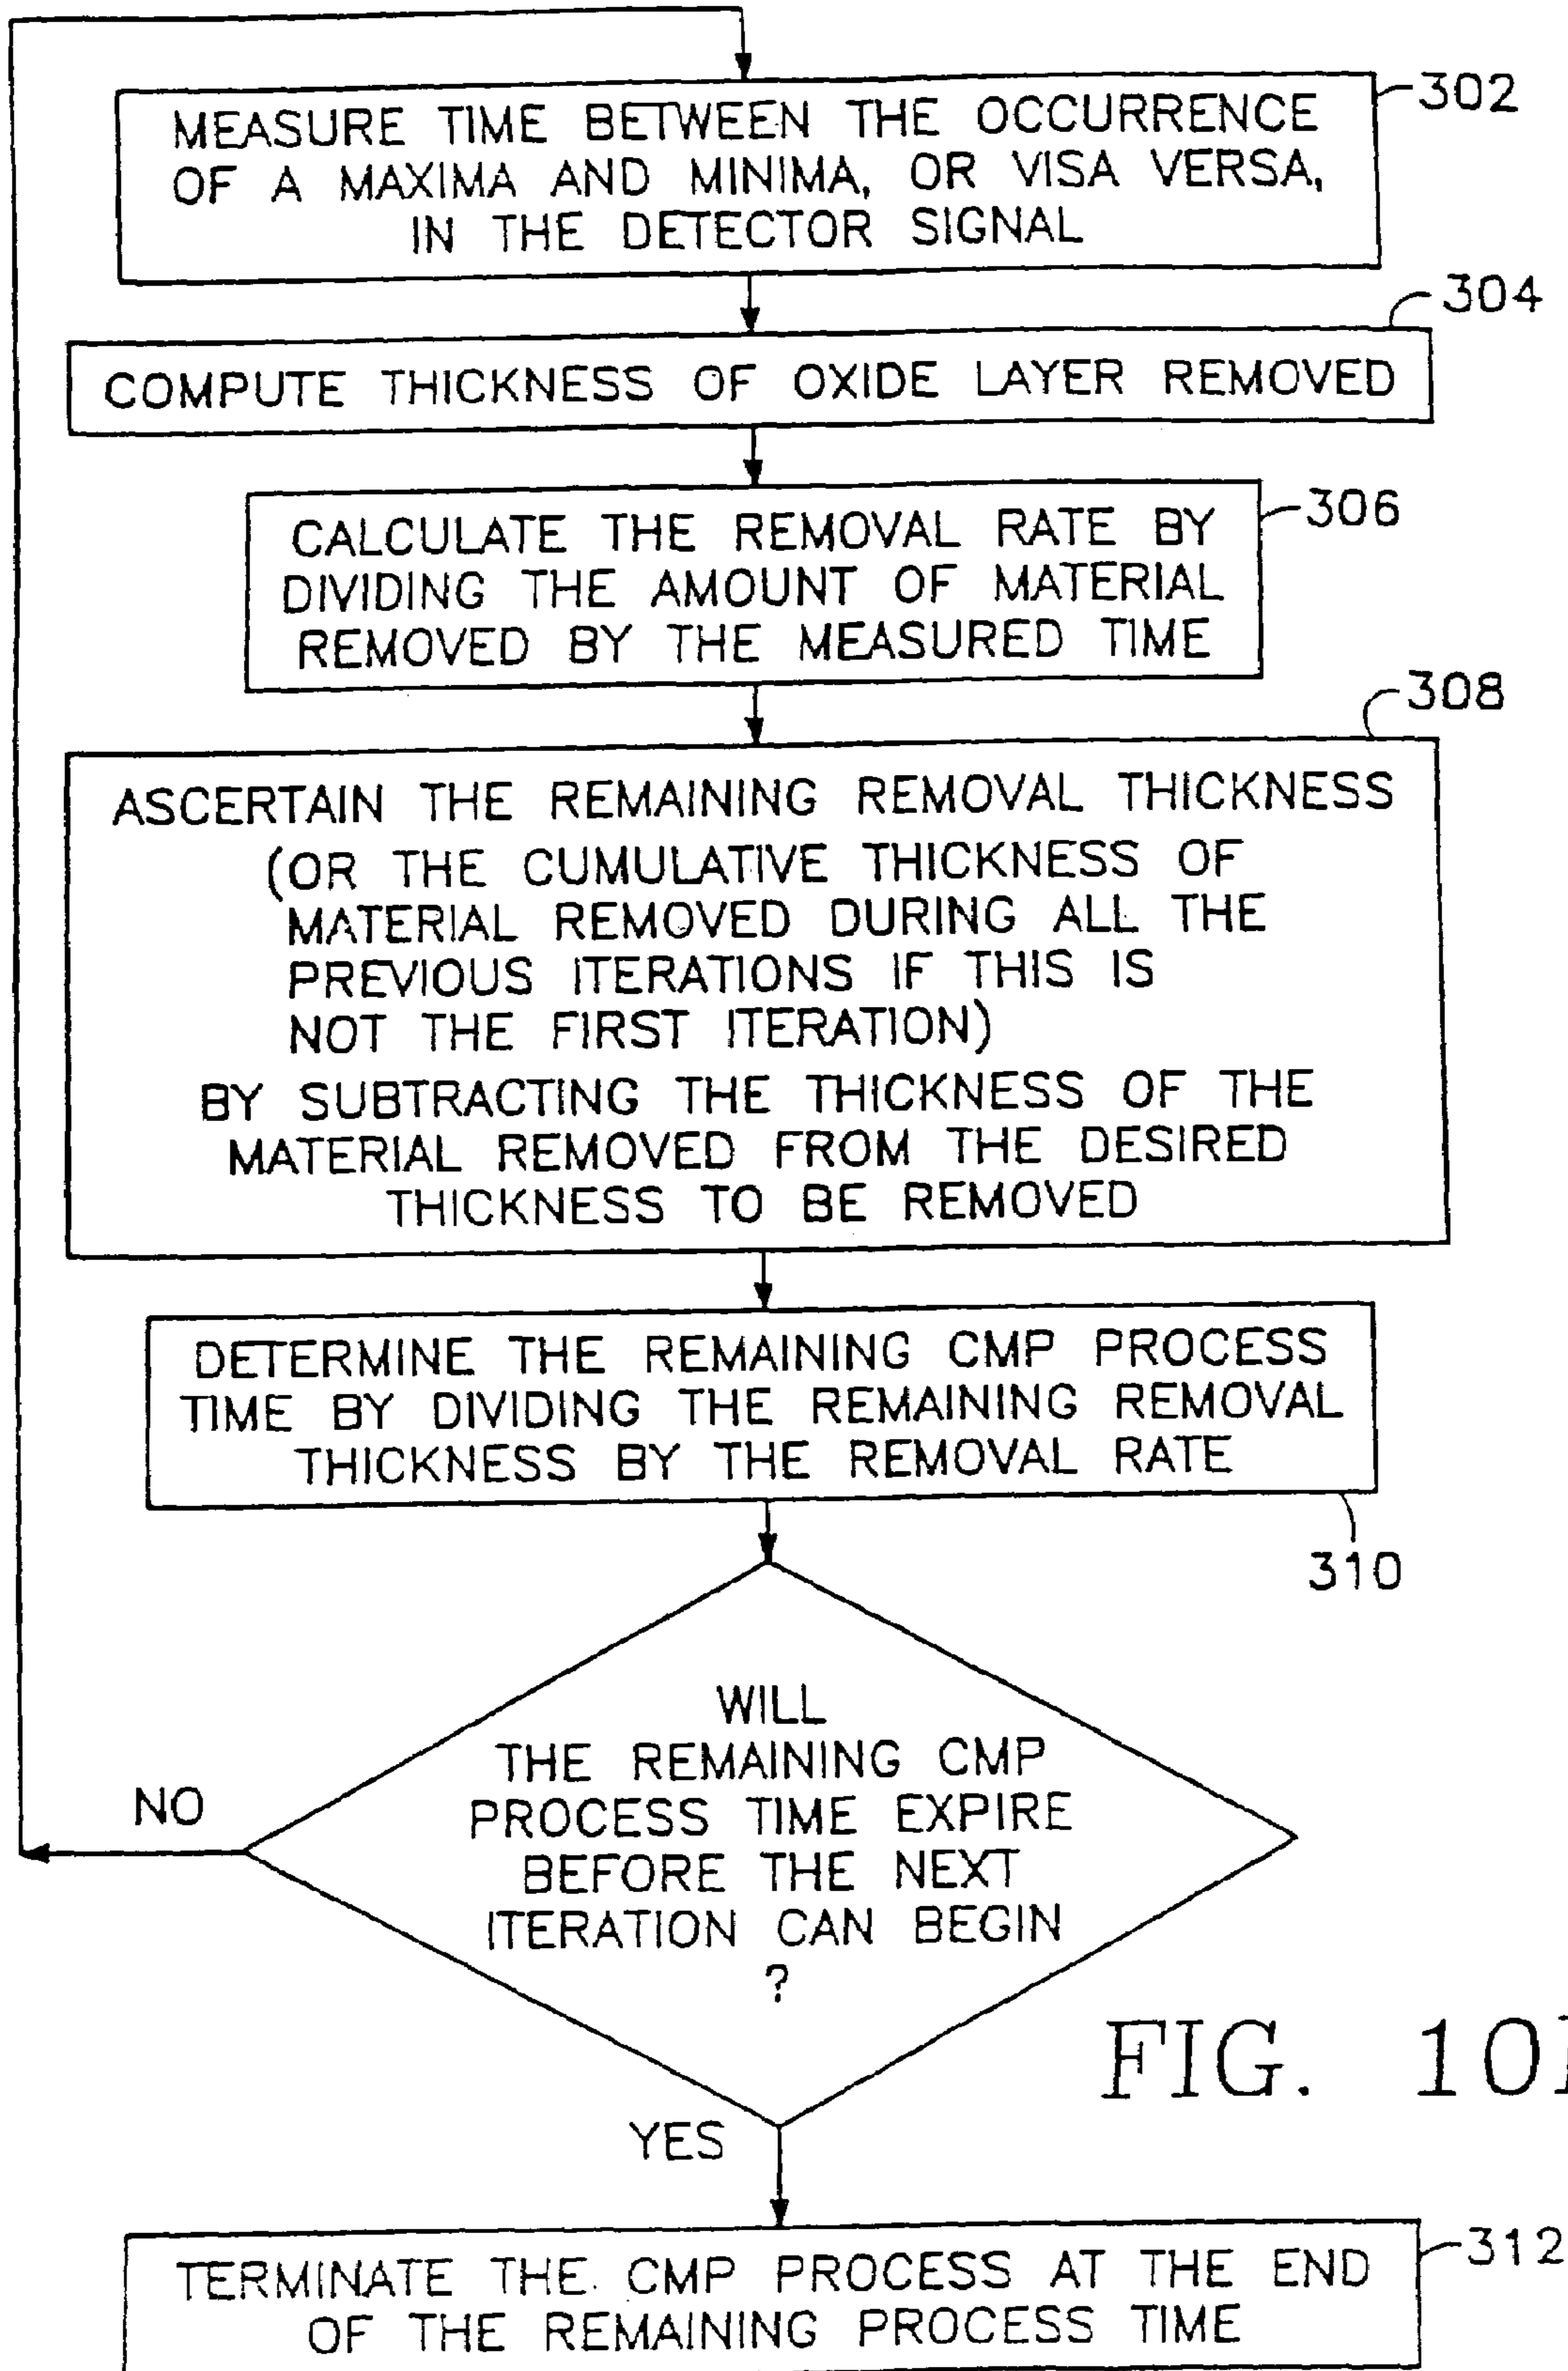 302
MEASURE TIME BETWEEN THE OCCURRENCE
OF A MAXIMA AND MINIMA, OR VISA VERSA,
IN THE DETECTOR SIGNAL
304
COMPUTE THICKNESS OF OXIDE LAYER REMOVED
306
CALCULATE THE REMOVAL RATE BY
DIVIDING THE AMOUNT OF MATERIAL
REMOVED BY THE MEASURED TIME
308
ASCERTAIN THE REMAINING REMOVAL THICKNESS
(OR THE CUMULATIVE THICKNESS OF
MATERIAL REMOVED DURING ALL THE
PREVIOUS ITERATIONS IF THIS IS
NOT THE FIRST ITERATION)
BY SUBTRACTING THE THICKNESS OF THE
MATERIAL REMOVED FROM THE DESIRED
THICKNESS TO BE REMOVED
DETERMINE THE REMAINING CMP PROCESS
TIME BY DIVIDING THE REMAINING REMOVAL
THICKNESS BY THE REMOVAL RATE
310
WILL
THE REMAINING CMP
PROCESS TIME EXPIRE
BEFORE THE NEXT
ITERATION CAN BEGIN
?
NO
FIG.
YES
312
TERMINATE THE CMP PROCESS AT THE END
OF THE REMAINING PROCESS TIME